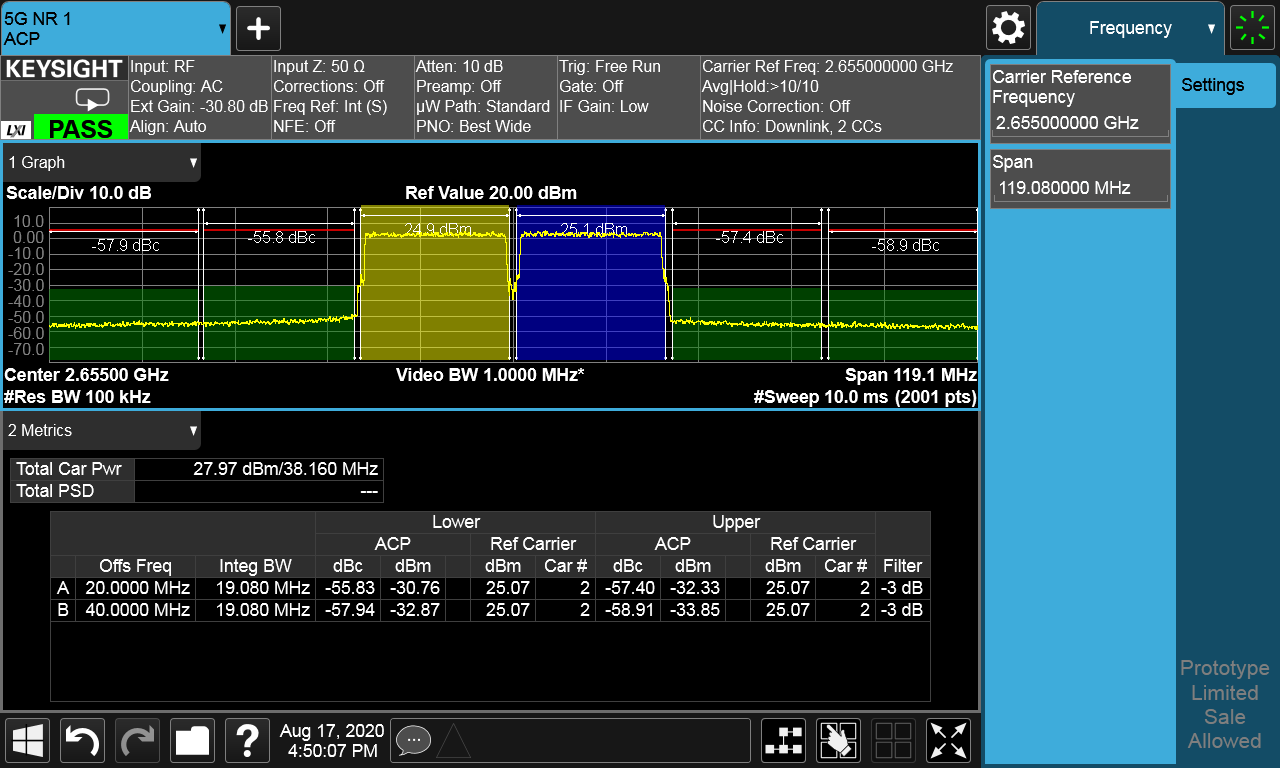 5G NR 1
ACP
Frequency
KEYSIGHT
LXI
PASS
Input: RF
Coupling: AC
Ext Gain: -30.80 dB
Align: Auto
Input Z: 50 Ω
Corrections: Off
Freq Ref: Int (S)
NFE: Off
Atten: 10 dB
Preamp: Off
µW Path: Standard
PNO: Best Wide
Trig: Free Run
Gate: Off
IF Gain: Low
Carrier Ref Freq: 2.655000000 GHz
Avg|Hold:>10/10
Noise Correction: Off
CC Info: Downlink, 2 CCs
Carrier Reference
Frequency
2.655000000 GHz
Span
119.080000 MHz
Settings
1 Graph
Scale/Div 10.0 dB
Ref Value 20.00 dBm
10.0
0.00
-10.0
-20.0
-30.0
-40.0
-50.0
-60.0
-70.0
-57.9 dBc
-55.8 dBc
24.9 dBm
25.1 dBm
-57.4 dBc
-58.9 dBc
Center 2.65500 GHz
Video BW 1.0000 MHz*
Span 119.1 MHz
#Res BW 100 kHz
#Sweep 10.0 ms (2001 pts)
2 Metrics
Total Car Pwr 27.97 dBm/38.160 MHz
Total PSD ---
Lower Upper
ACP Ref Carrier ACP Ref Carrier
Offs Freq Integ BW dBc dBm dBm Car # dBc dBm dBm Car # Filter
A 20.0000 MHz 19.080 MHz -55.83 -30.76 25.07 2 -57.40 -32.33 25.07 2 -3 dB
B 40.0000 MHz 19.080 MHz -57.94 -32.87 25.07 2 -58.91 -33.85 25.07 2 -3 dB
Prototype
Limited
Sale
Allowed
Aug 17, 2020
4:50:07 PM